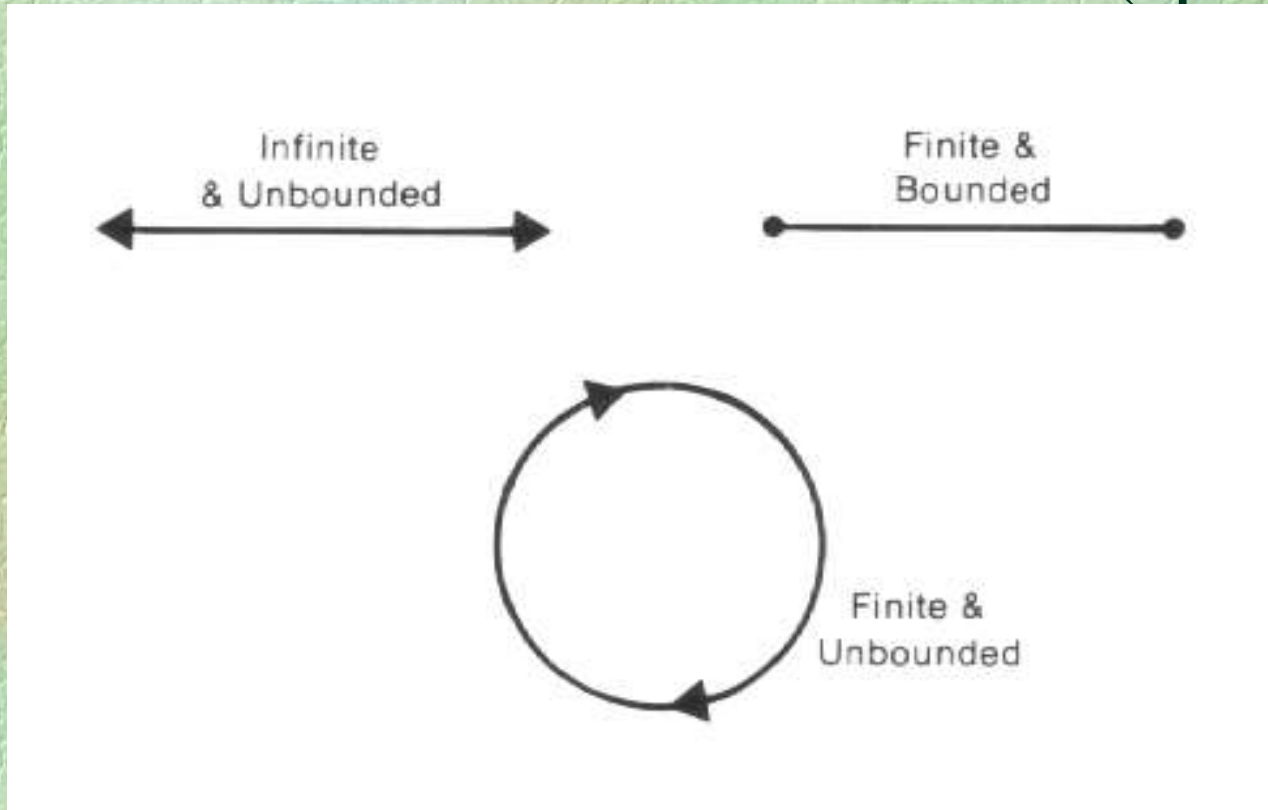 Infinite
& Unbounded
Finite &
Bounded
Finite &
Unbounded